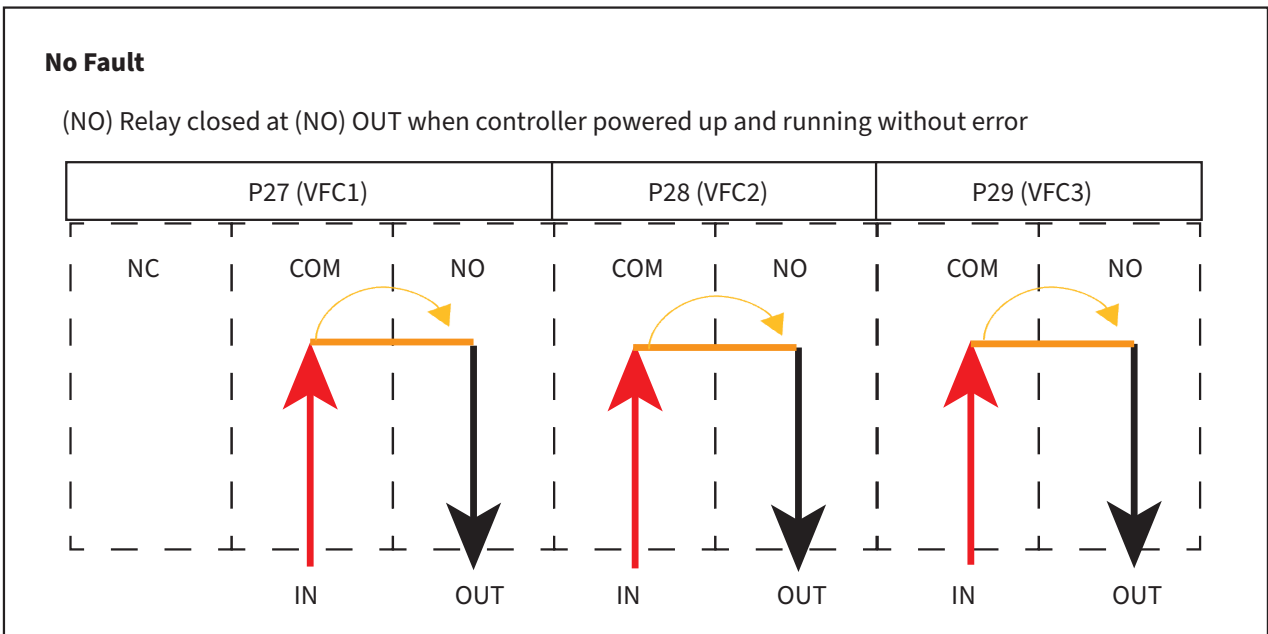 No Fault
(NO) Relay closed at (NO) OUT when controller powered up and running without error
P27 (VFC1) P28 (VFC2) P29 (VFC3)
NC COM NO COM NO COM NO
IN OUT IN OUT IN OUT